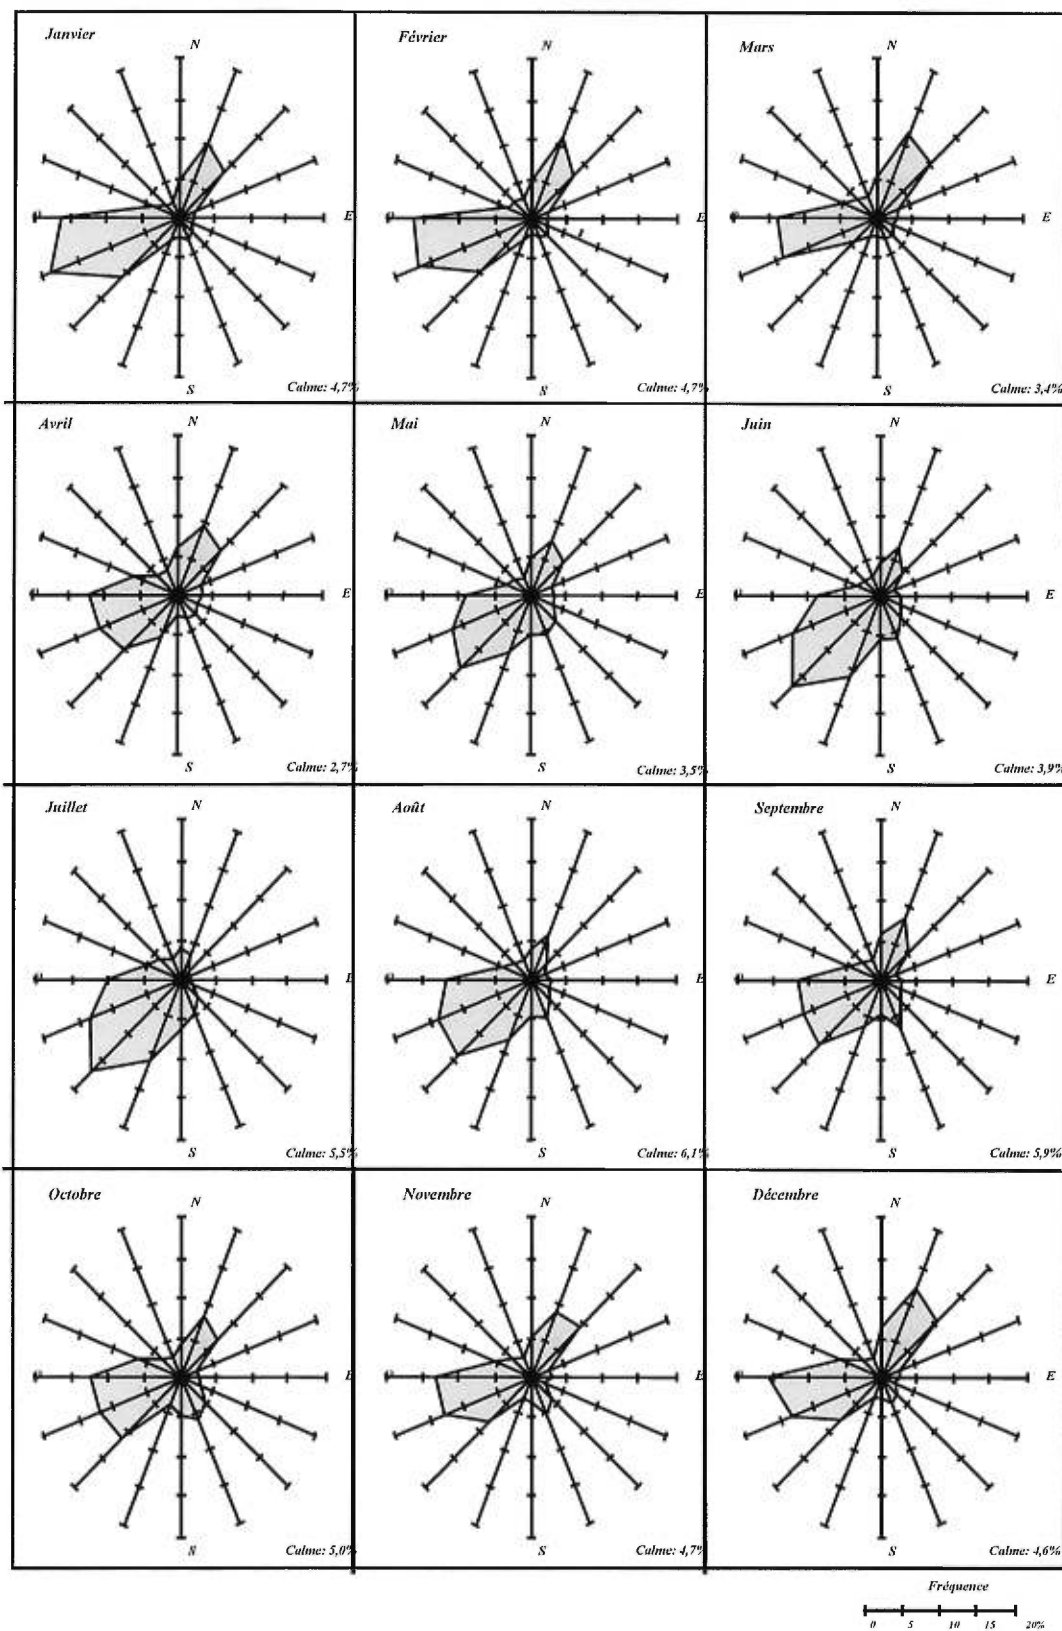 Janvier
N
E
S
Calme: 4,7%
Février
N
E
S
Calme: 4,7%
Mars
N
E
S
Calme: 3,4%
Avril
N
E
S
Calme: 2,7%
Mai
N
E
S
Calme: 3,5%
Juin
N
E
S
Calme: 3,9%
Juillet
N
E
S
Calme: 5,5%
Août
N
E
S
Calme: 6,1%
Septembre
N
E
S
Calme: 5,9%
Octobre
N
E
S
Calme: 5,0%
Novembre
N
E
S
Calme: 4,7%
Décembre
N
E
S
Calme: 4,6%
Fréquence
0 5 10 15 20%